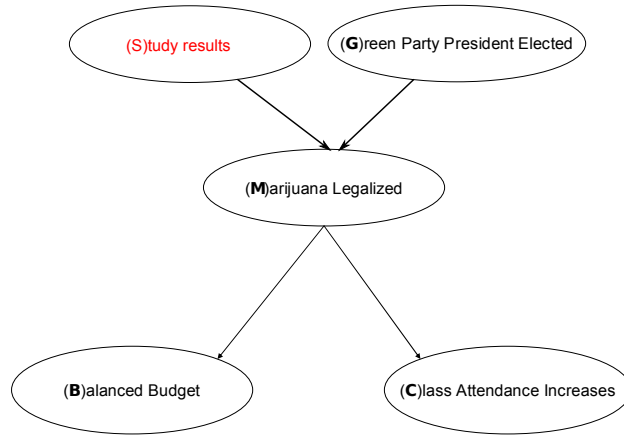 (S)tudy results
(G)reen Party President Elected
(M)arijuana Legalized
(B)alanced Budget
(C)lass Attendance Increases